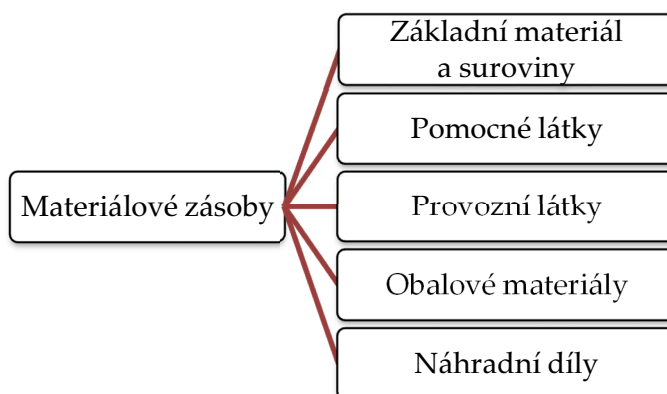 Základní materiál
a suroviny
Pomocné látky
Materiálové zásoby
Provozní látky
Obalové materiály
Náhradní díly